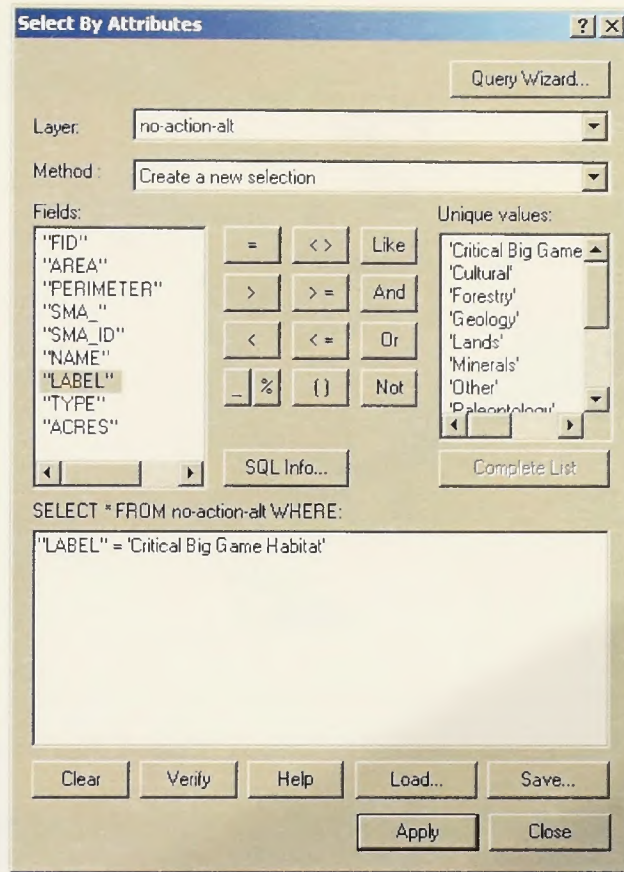 Select By Attributes ? X
Query Wizard...
Layer: no-action-alt
Method : Create a new selection
Fields:
"FID"
"AREA"
"PERIMETER"
"SMA_"
"SMA_ID"
"NAME"
"LABEL"
"TYPE"
"ACRES"
= < > Like
> > = And
< < = Or
_ % ( ) Not
SQL Info...
Unique values:
'Critical Big Game
'Cultural'
'Forestry'
'Geology'
'Lands'
'Minerals'
'Other'
'Paleontology'
Complete List
SELECT * FROM no-action-alt WHERE:
"LABEL" = 'Critical Big Game Habitat'
Clear Verify Help Load... Save...
Apply Close